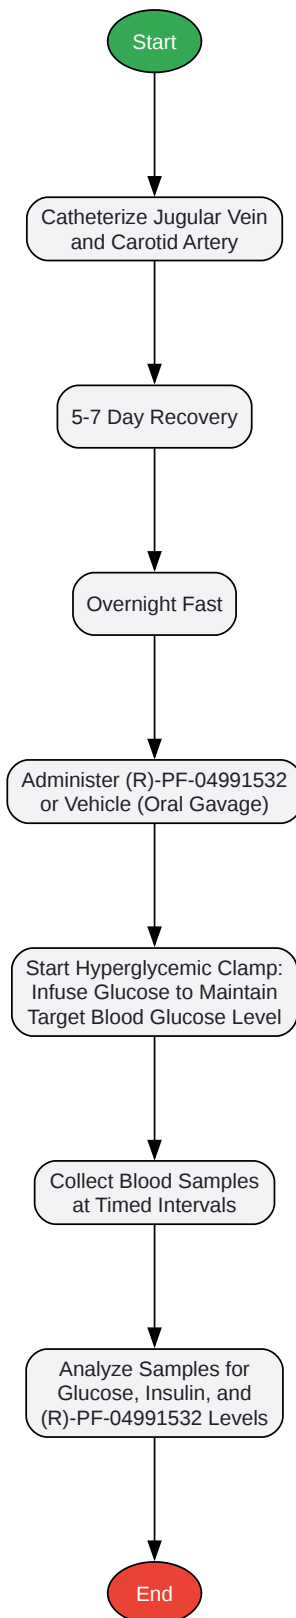 Start
Catheterize Jugular Vein
and Carotid Artery
5-7 Day Recovery
Overnight Fast
Administer (R)-PF-04991532
or Vehicle (Oral Gavage)
Start Hyperglycemic Clamp:
Infuse Glucose to Maintain
Target Blood Glucose Level
Collect Blood Samples
at Timed Intervals
Analyze Samples for
Glucose, Insulin, and
(R)-PF-04991532 Levels
End